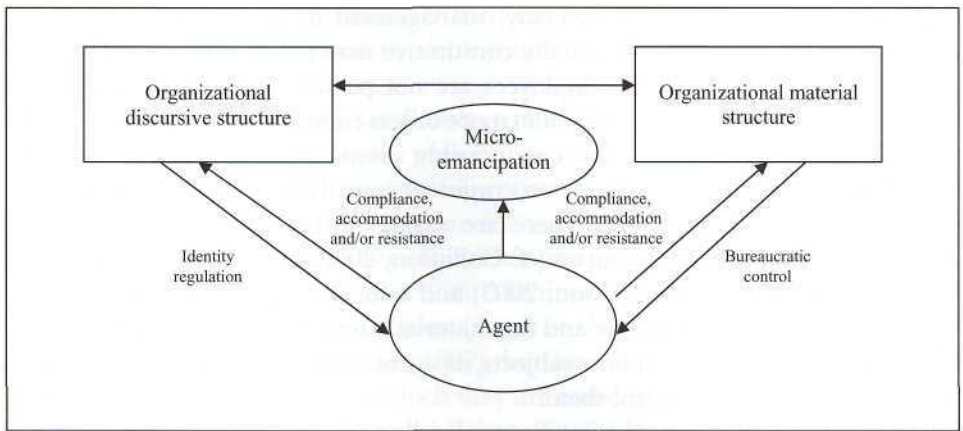 Organizational
discursive structure
Organizational material
structure
Micro-
emancipation
Compliance,
accommodation
and/or resistance
Compliance,
accommodation
and/or resistance
Identity
regulation
Bureaucratic
control
Agent